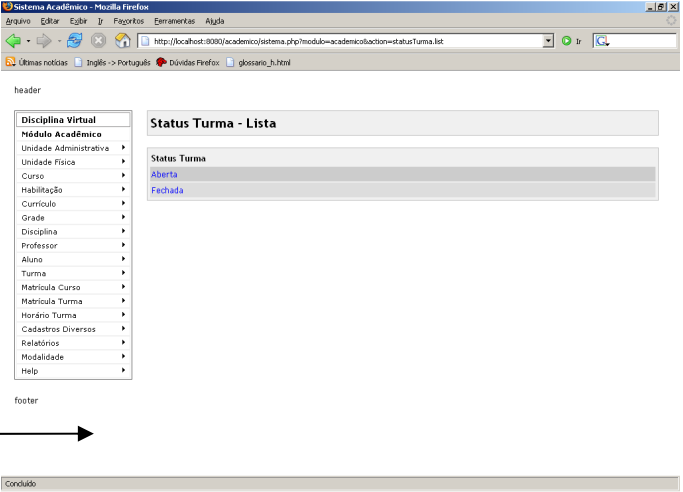 Sistema Acadêmico - Mozilla Firefox
Arquivo Editar Exibir Ir Favoritos Ferramentas Ajuda
http://localhost:8080/academico/sistema.php?modulo=academico&action=statusTurma.list
Ir
Últimas notícias Inglês -> Português Dúvidas Firefox glossario_h.html
header
Disciplina Virtual
Módulo Acadêmico
Unidade Administrativa
Unidade Física
Curso
Habilitação
Currículo
Grade
Disciplina
Professor
Aluno
Turma
Matrícula Curso
Matrícula Turma
Horário Turma
Cadastros Diversos
Relatórios
Modalidade
Help
Status Turma - Lista
Status Turma
Aberta
Fechada
footer
Concluído